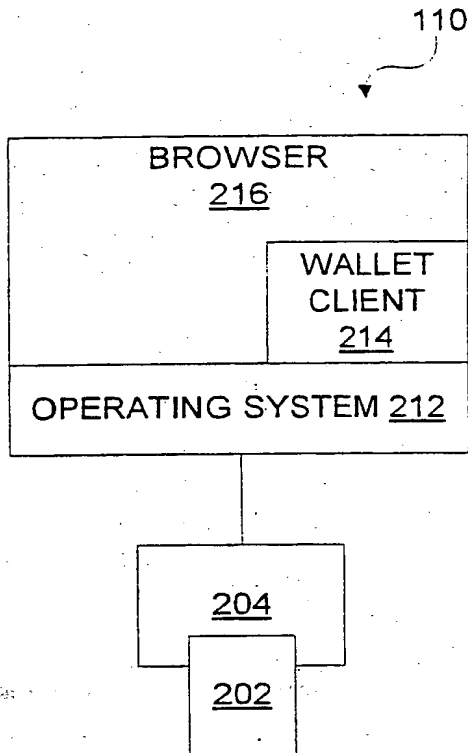 110
BROWSER
216
WALLET
CLIENT
214
OPERATING SYSTEM 212
204
202